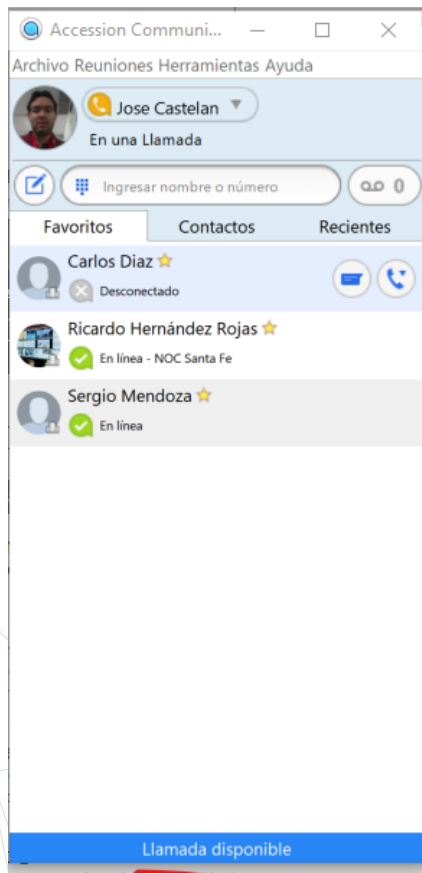 Accession Communi...
Archivo Reuniones Herramientas Ayuda
Jose Castelan
En una Llamada
Ingresar nombre o número
0
Favoritos Contactos Recientes
Carlos Diaz
Desconectado
Ricardo Hernández Rojas
En línea - NOC Santa Fe
Sergio Mendoza
En línea
Llamada disponible